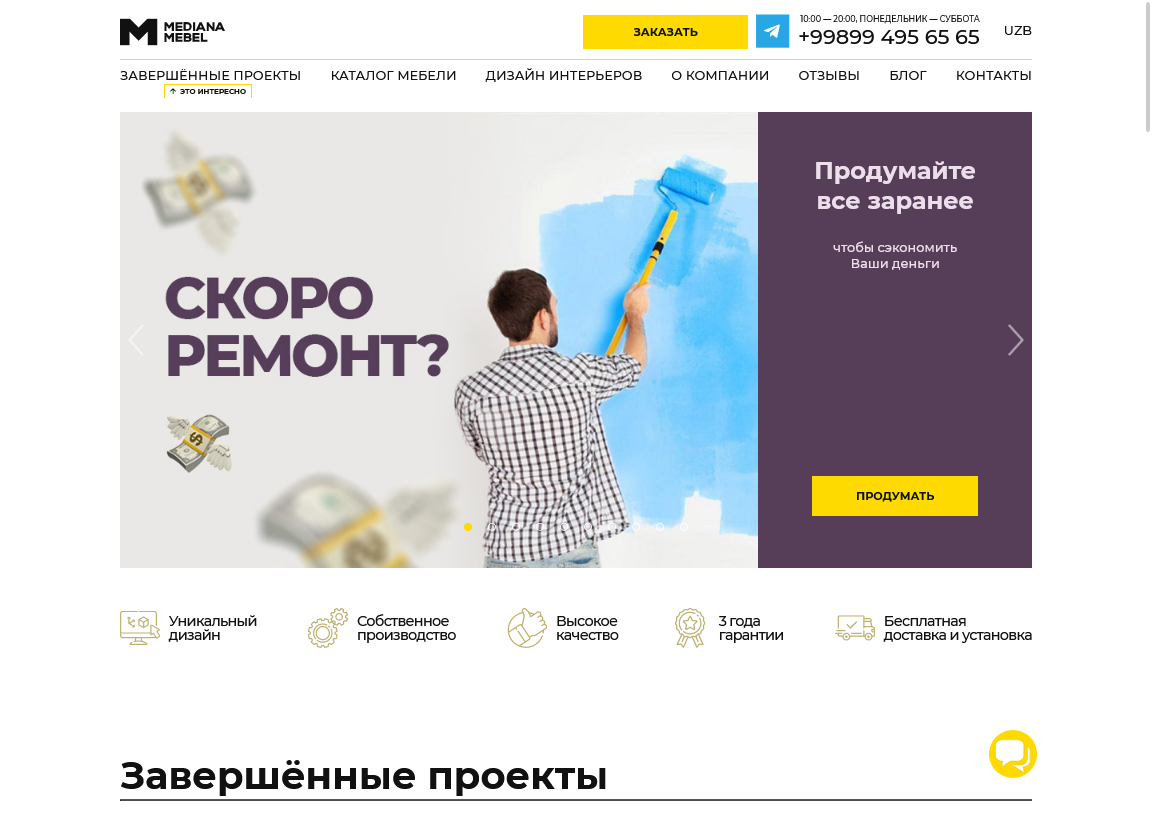 MEDIANA
MEBEL
ЗАКАЗАТЬ
10:00 — 20:00, ПОНЕДЕЛЬНИК — СУББОТА
+99899 495 65 65
UZB
ЗАВЕРШЁННЫЕ ПРОЕКТЫ
КАТАЛОГ МЕБЕЛИ
ДИЗАЙН ИНТЕРЬЕРОВ
О КОМПАНИИ
ОТЗЫВЫ
БЛОГ
КОНТАКТЫ
↑ ЭТО ИНТЕРЕСНО
СКОРО
РЕМОНТ?
Продумайте
все заранее
чтобы сэкономить
Ваши деньги
ПРОДУМАТЬ
Уникальный
дизайн
Собственное
производство
Высокое
качество
3 года
гарантии
Бесплатная
доставка и установка
Завершённые проекты